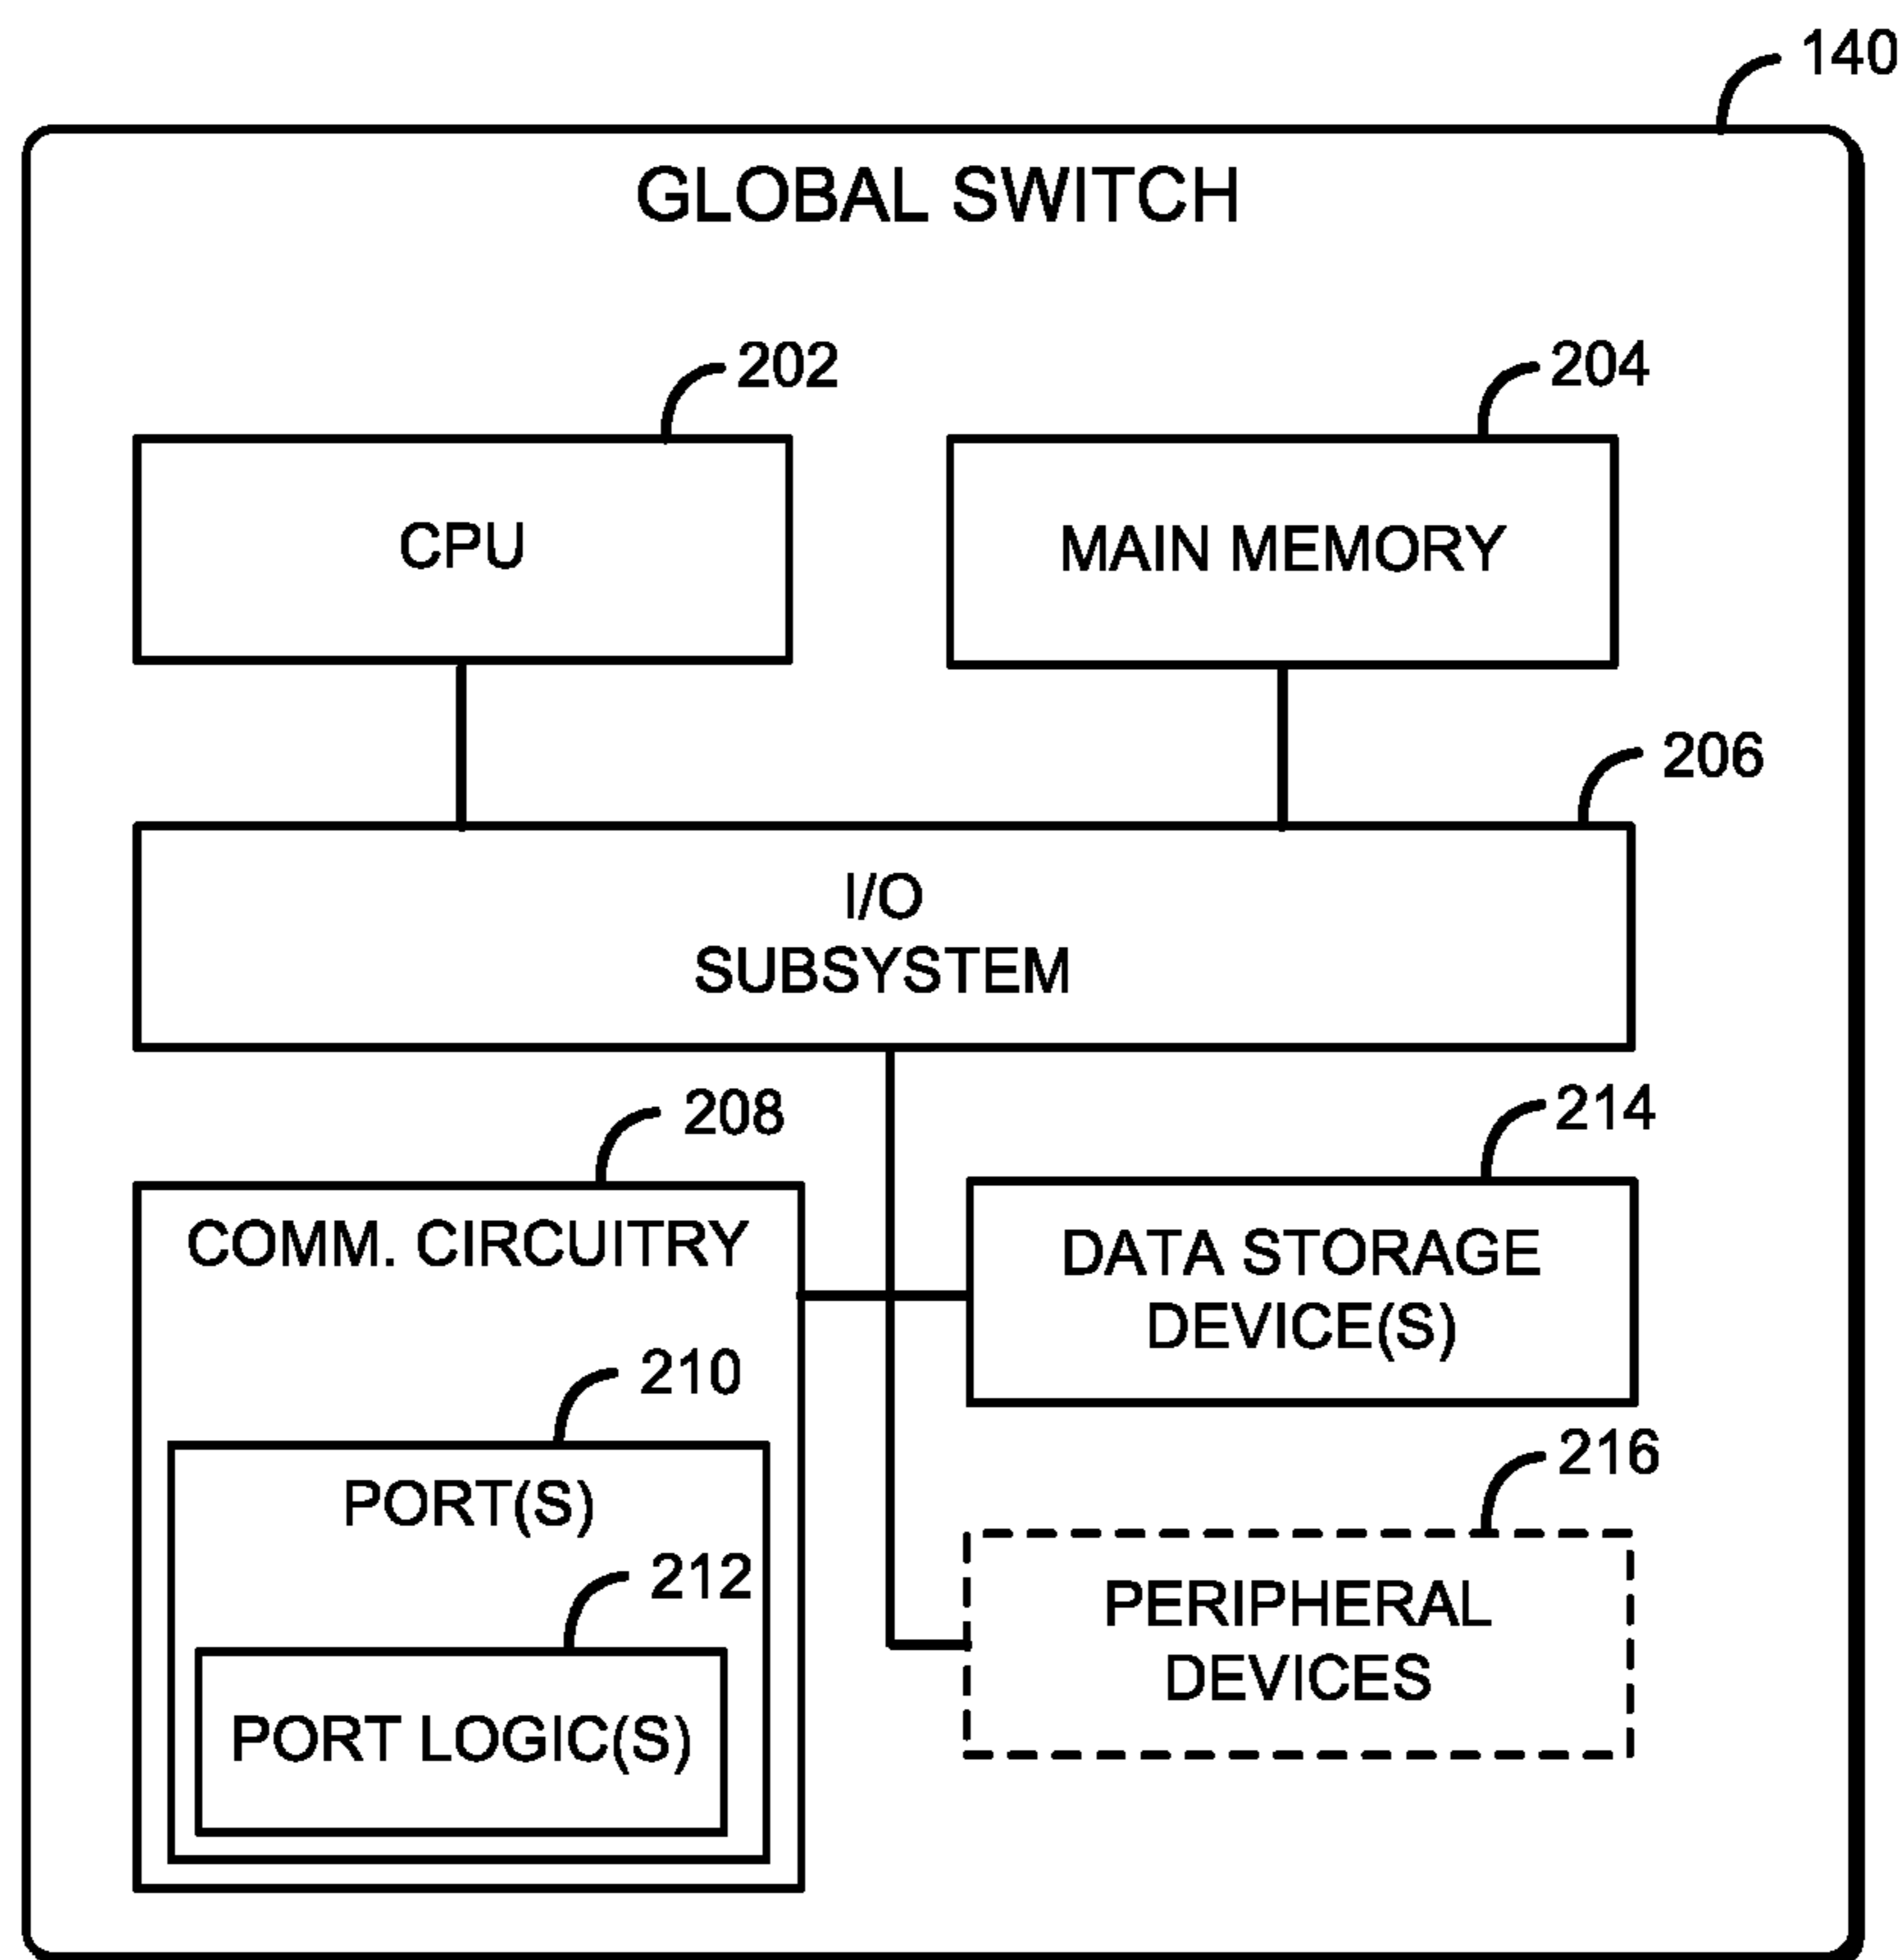 140
GLOBAL SWITCH
202
204
CPU
MAIN MEMORY
206
I/O
SUBSYSTEM
208
214
COMM. CIRCUITRY
DATA STORAGE
DEVICE(S)
210
216
PORT(S)
212
PERIPHERAL
DEVICES
PORT LOGIC(S)